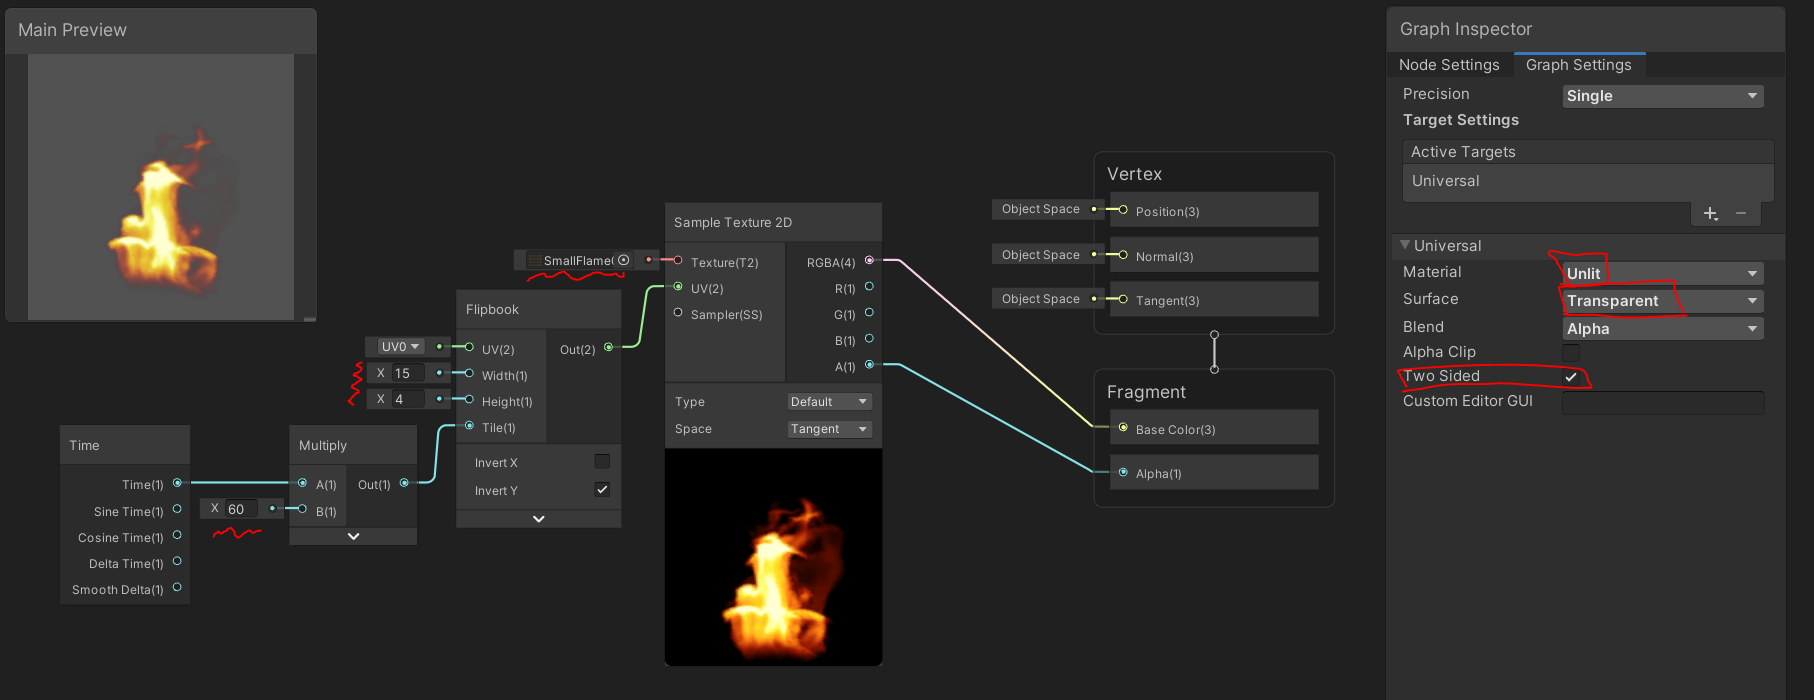 Main Preview
Time
Time(1)
Sine Time(1)
Cosine Time(1)
Delta Time(1)
Smooth Delta(1)
X 60
Multiply
A(1)
Out(1)
B(1)
UV0
X 15
X 4
Flipbook
UV(2)
Out(2)
Width(1)
Height(1)
Tile(1)
Invert X
Invert Y
SmallFlame(
Sample Texture 2D
Texture(T2)
RGBA(4)
UV(2)
R(1)
Sampler(SS)
G(1)
B(1)
A(1)
Type Default
Space Tangent
Vertex
Object Space Position(3)
Object Space Normal(3)
Object Space Tangent(3)
Fragment
Base Color(3)
Alpha(1)
Graph Inspector
Node Settings Graph Settings
Precision Single
Target Settings
Active Targets
Universal
Universal
Material Unlit
Surface Transparent
Blend Alpha
Alpha Clip
Two Sided
Custom Editor GUI